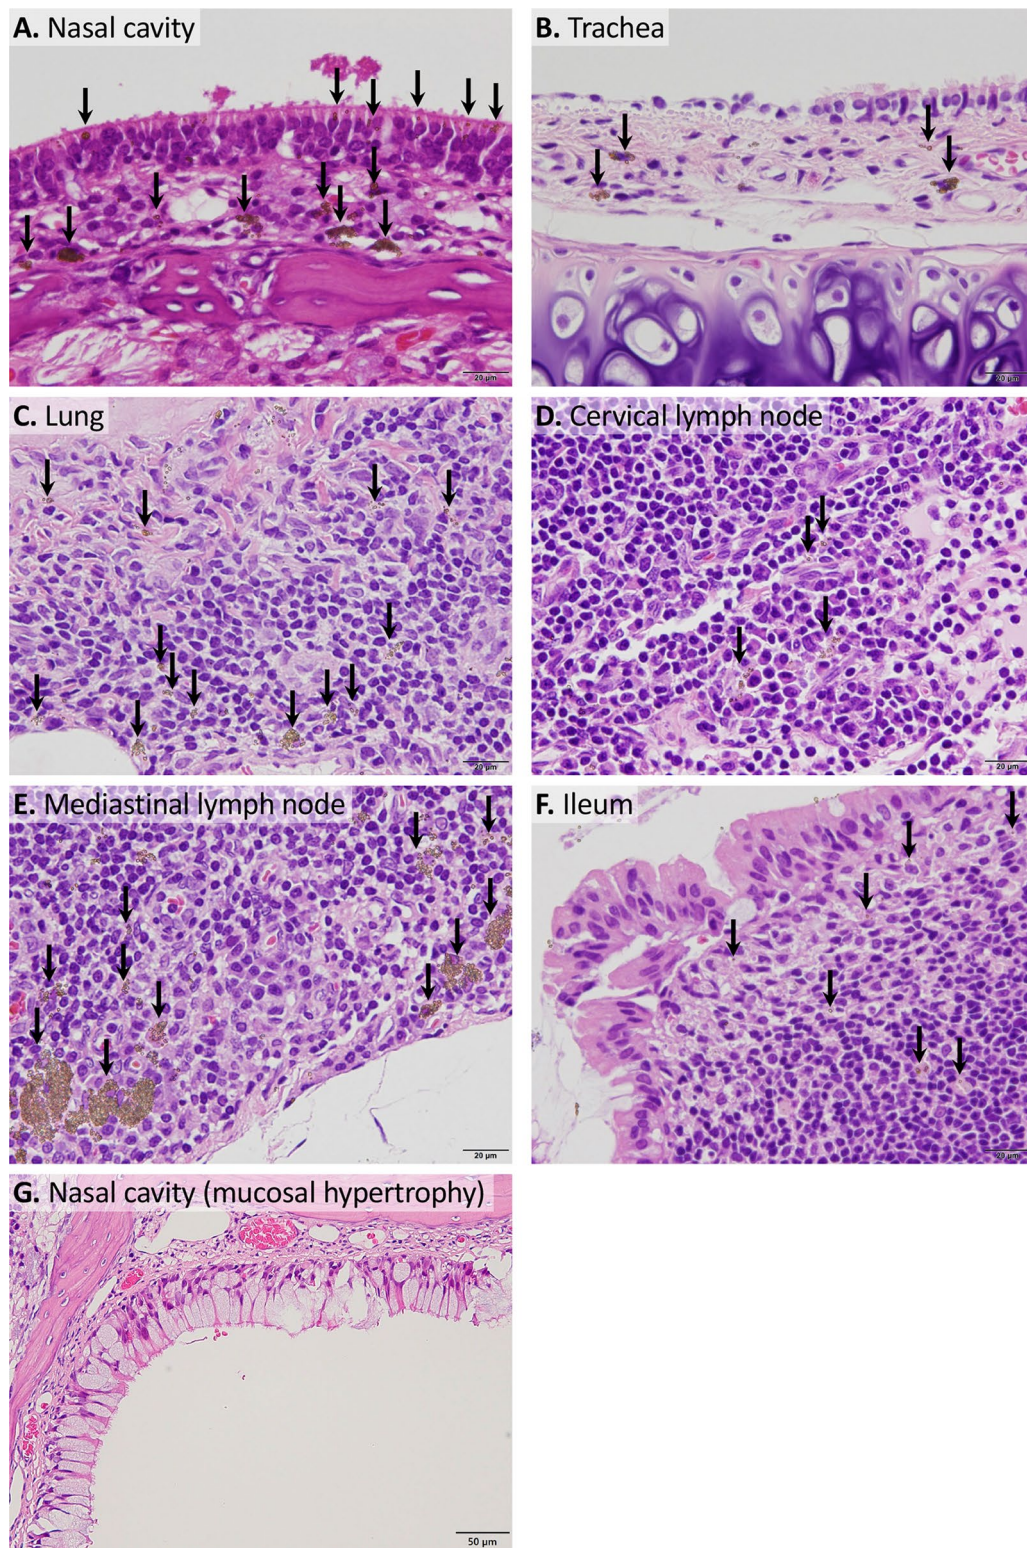 A. Nasal cavity
20 μm
B. Trachea
20 μm
C. Lung
20 μm
D. Cervical lymph node
20 μm
E. Mediastinal lymph node
20 μm
F. Ileum
20 μm
G. Nasal cavity (mucosal hypertrophy)
50 μm